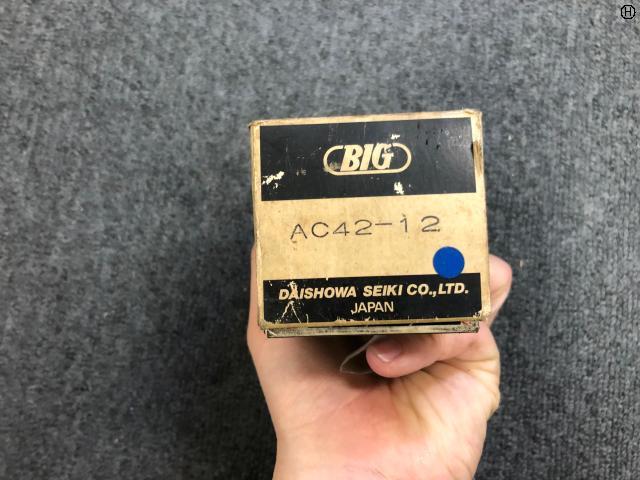 H
BIG
AC42-12
DAISHOWA SEIKI CO.,LTD.
JAPAN